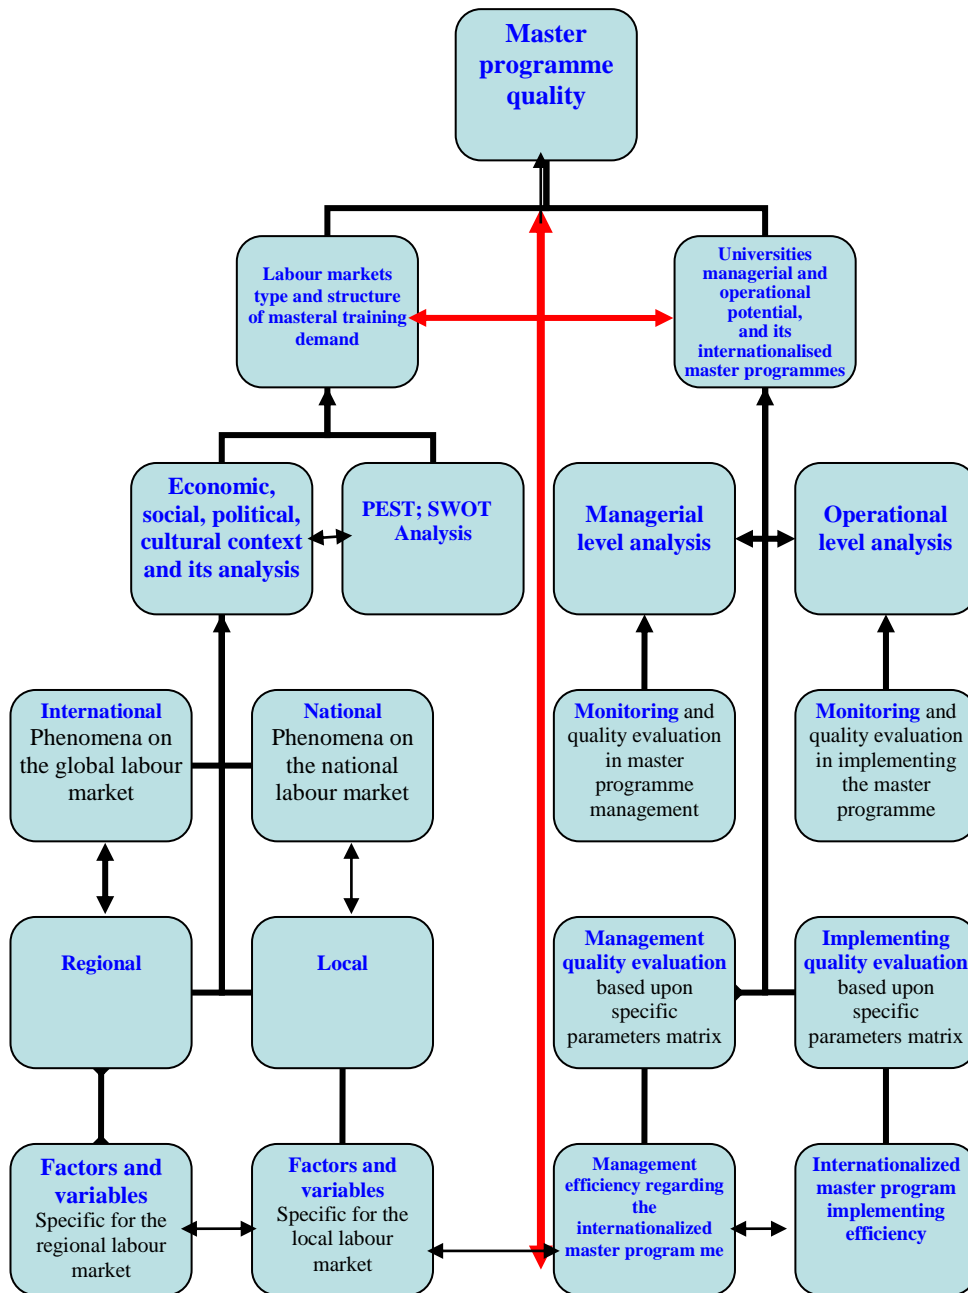 Master
programme
quality
Labour markets
type and structure
of masteral training
demand
Universities
managerial and
operational
potential,
and its
internationalised
master programmes
Economic,
social, political,
cultural context
and its analysis
PEST; SWOT
Analysis
Managerial
level analysis
Operational
level analysis
International
Phenomena on
the global labour
market
National
Phenomena on
the national
labour market
Monitoring and
quality evaluation
in master
programme
management
Monitoring and
quality evaluation
in implementing
the master
programme
Regional
Local
Management
quality evaluation
based upon
specific
parameters matrix
Implementing
quality evaluation
based upon
specific
parameters matrix
Factors and
variables
Specific for the
regional labour
market
Factors and
variables
Specific for the
local labour
market
Management
efficiency regarding
the
internationalized
master program me
Internationalized
master program
implementing
efficiency